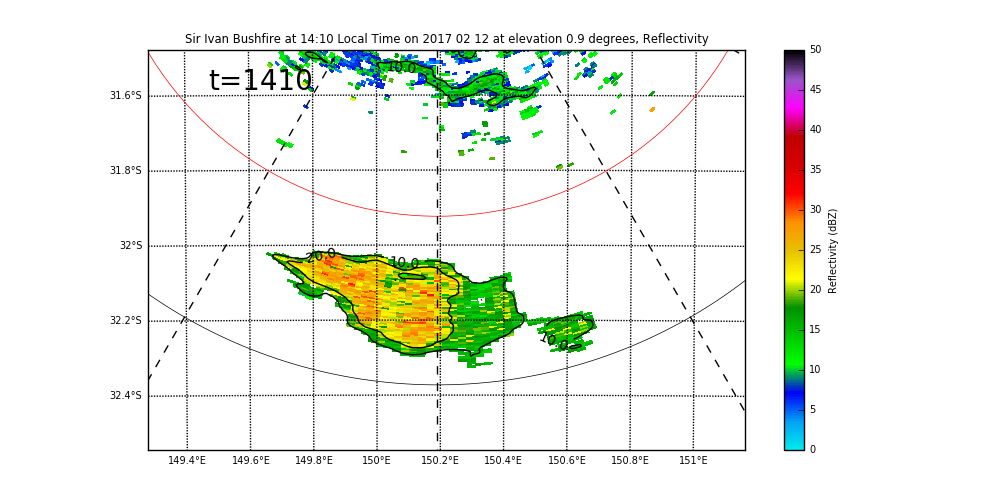 Sir Ivan Bushfire at 14:10 Local Time on 2017 02 12 at elevation 0.9 degrees, Reflectivity
t=1410
10.0
31.6°S
31.8°S
32°S
32.2°S
32.4°S
20.0
10.0
10.0
149.4°E 149.6°E 149.8°E 150°E 150.2°E 150.4°E 150.6°E 150.8°E 151°E
50
45
40
35
30
25
20
15
10
5
0
Reflectivity (dBZ)